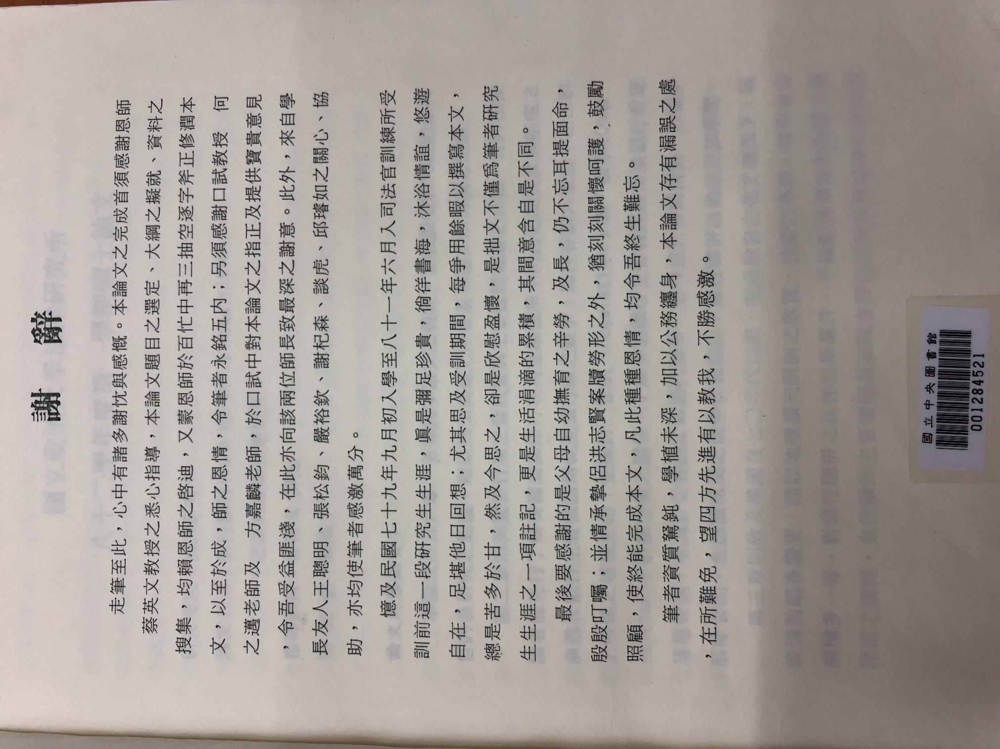 謝　辭
走筆至此，心中有諸多謝忱與感慨。本論文之完成首須感謝恩師
蔡英文教授之悉心指導，本論文題目之選定、大綱之擬就、資料之
搜集，均賴恩師之啓迪，又蒙恩師於百忙中再三抽空逐字斧正修潤本
文，以至於成，師之恩情，令筆者永銘五內；另須感謝口試教授　何
之邁老師及　方嘉麟老師，於口試中對本論文之指正及提供寶貴意見
，令吾受益匪淺，在此亦向該兩位師長致最深之謝意。此外，來自學
長友人王聰明、張松鈞、嚴裕欽、謝杞森、談虎、邱璿如之關心、協
助，亦均使筆者感激萬分。
憶及民國七十九年九月初入學至八十一年六月入司法官訓練所受
訓前這一段研究生生涯，眞是彌足珍貴，徜徉書海，沐浴情誼，悠遊
自在，足堪他日回想；尤其思及受訓期間，每爭用餘暇以撰寫本文，
總是苦多於甘，然及今思之，卻是欣慰盈懷，是拙文不僅爲筆者研究
生生涯之一項註記，更是生活涓滴的累積，其間意含自是不同。
最後要感謝的是父母自幼撫育之辛勞，及長，仍不忘耳提面命，
殷殷叮囑；並情承摯侶洪志賢案牘勞形之外，猶刻刻關懷呵護，鼓勵
照顧，使終能完成本文，凡此種種恩情，均令吾終生難忘。
筆者資質駑鈍，學植未深，加以公務纏身，本論文存有漏誤之處
，在所難免，望四方先進有以教我，不勝感激。
國立中央圖書館
001284521